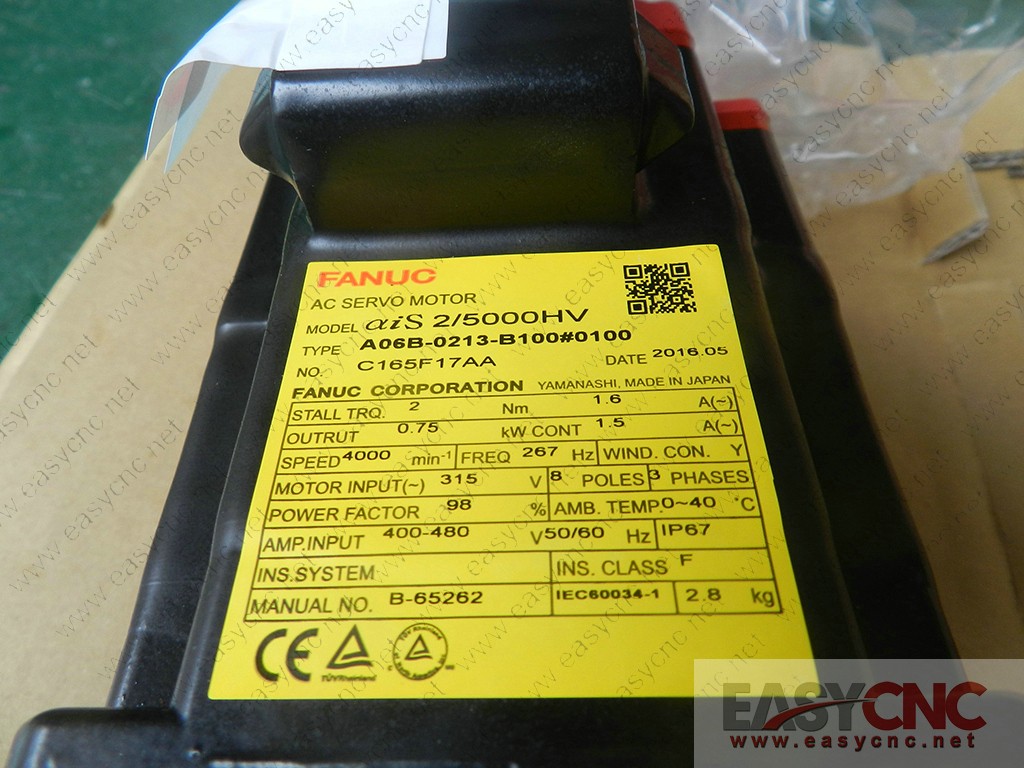 FANUC
AC SERVO MOTOR
MODEL αiS 2/5000HV
TYPE A06B-0213-B100#0100
NO. C165F17AA DATE 2016.05
FANUC CORPORATION YAMANASHI, MADE IN JAPAN
STALL TRQ. 2 Nm 1.6 A(~)
OUTPUT 0.75 kW CONT 1.5 A(~)
SPEED 4000 min-1 FREQ 267 Hz WIND. CON. Y
MOTOR INPUT(~) 315 V 8 POLES 3 PHASES
POWER FACTOR 98 % AMB. TEMP. 0~40 °C
AMP.INPUT 400-480 V 50/60 Hz IP67
INS.SYSTEM INS. CLASS F
MANUAL NO. B-65262 IEC60034-1 2.8 kg
CE TÜVRheinland
EASYCNC
www.easycnc.net